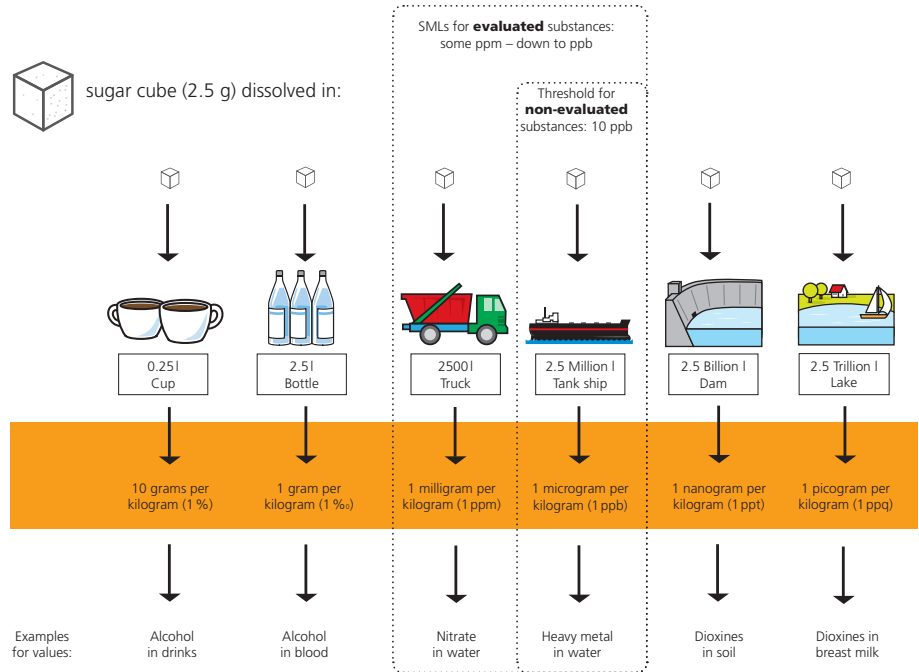 SMLs for evaluated substances:
some ppm – down to ppb
sugar cube (2.5 g) dissolved in:
Threshold for
non-evaluated
substances: 10 ppb
0.25 l
Cup
2.5 l
Bottle
2500 l
Truck
2.5 Million l
Tank ship
2.5 Billion l
Dam
2.5 Trillion l
Lake
10 grams per
kilogram (1 %)
1 gram per
kilogram (1 ‰)
1 milligram per
kilogram (1 ppm)
1 microgram per
kilogram (1 ppb)
1 nanogram per
kilogram (1 ppt)
1 picogram per
kilogram (1 ppq)
Examples
for values:
Alcohol
in drinks
Alcohol
in blood
Nitrate
in water
Heavy metal
in water
Dioxines
in soil
Dioxines in
breast milk